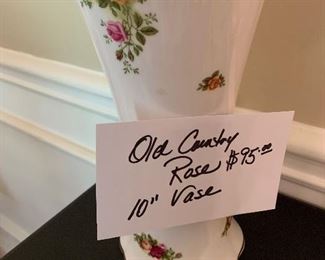 Old Country
Rose $95.00
10" Vase